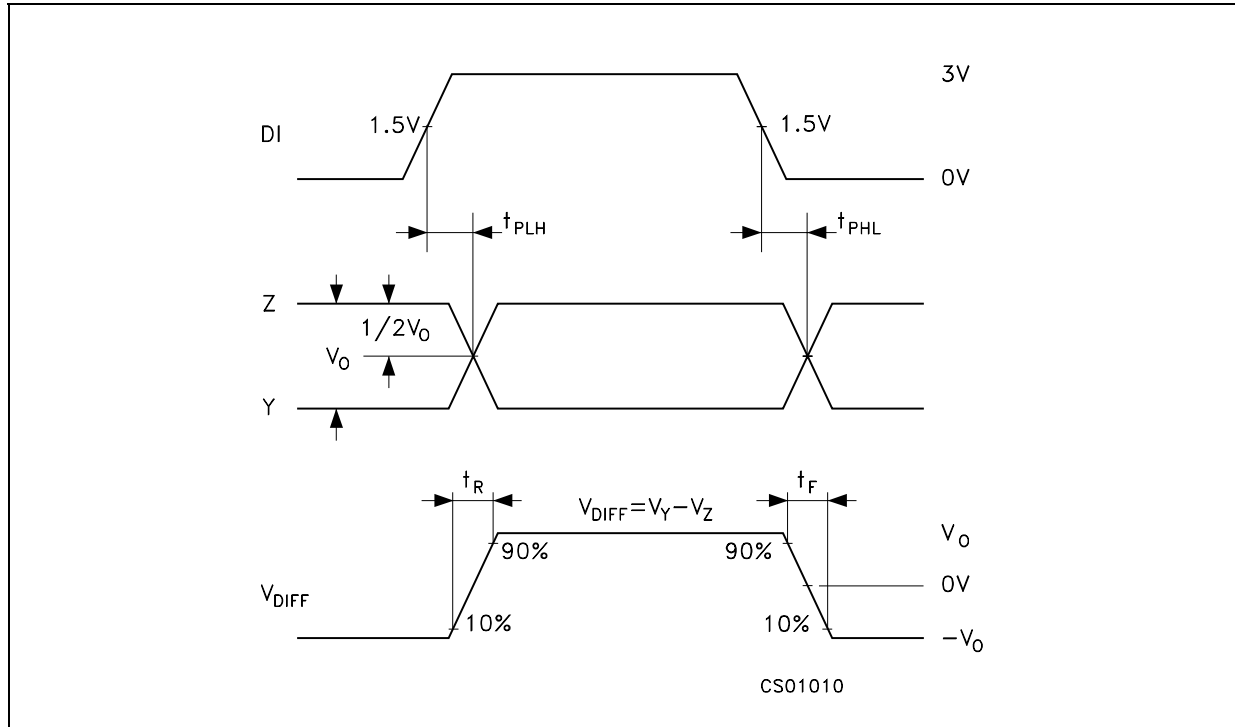 3V
1.5V
1.5V
DI
0V
tPLH
tPHL
Z
1/2VO
VO
Y
tR
tF
VDIFF=VY-VZ
VO
90%
90%
0V
VDIFF
10%
10%
-VO
CS01010